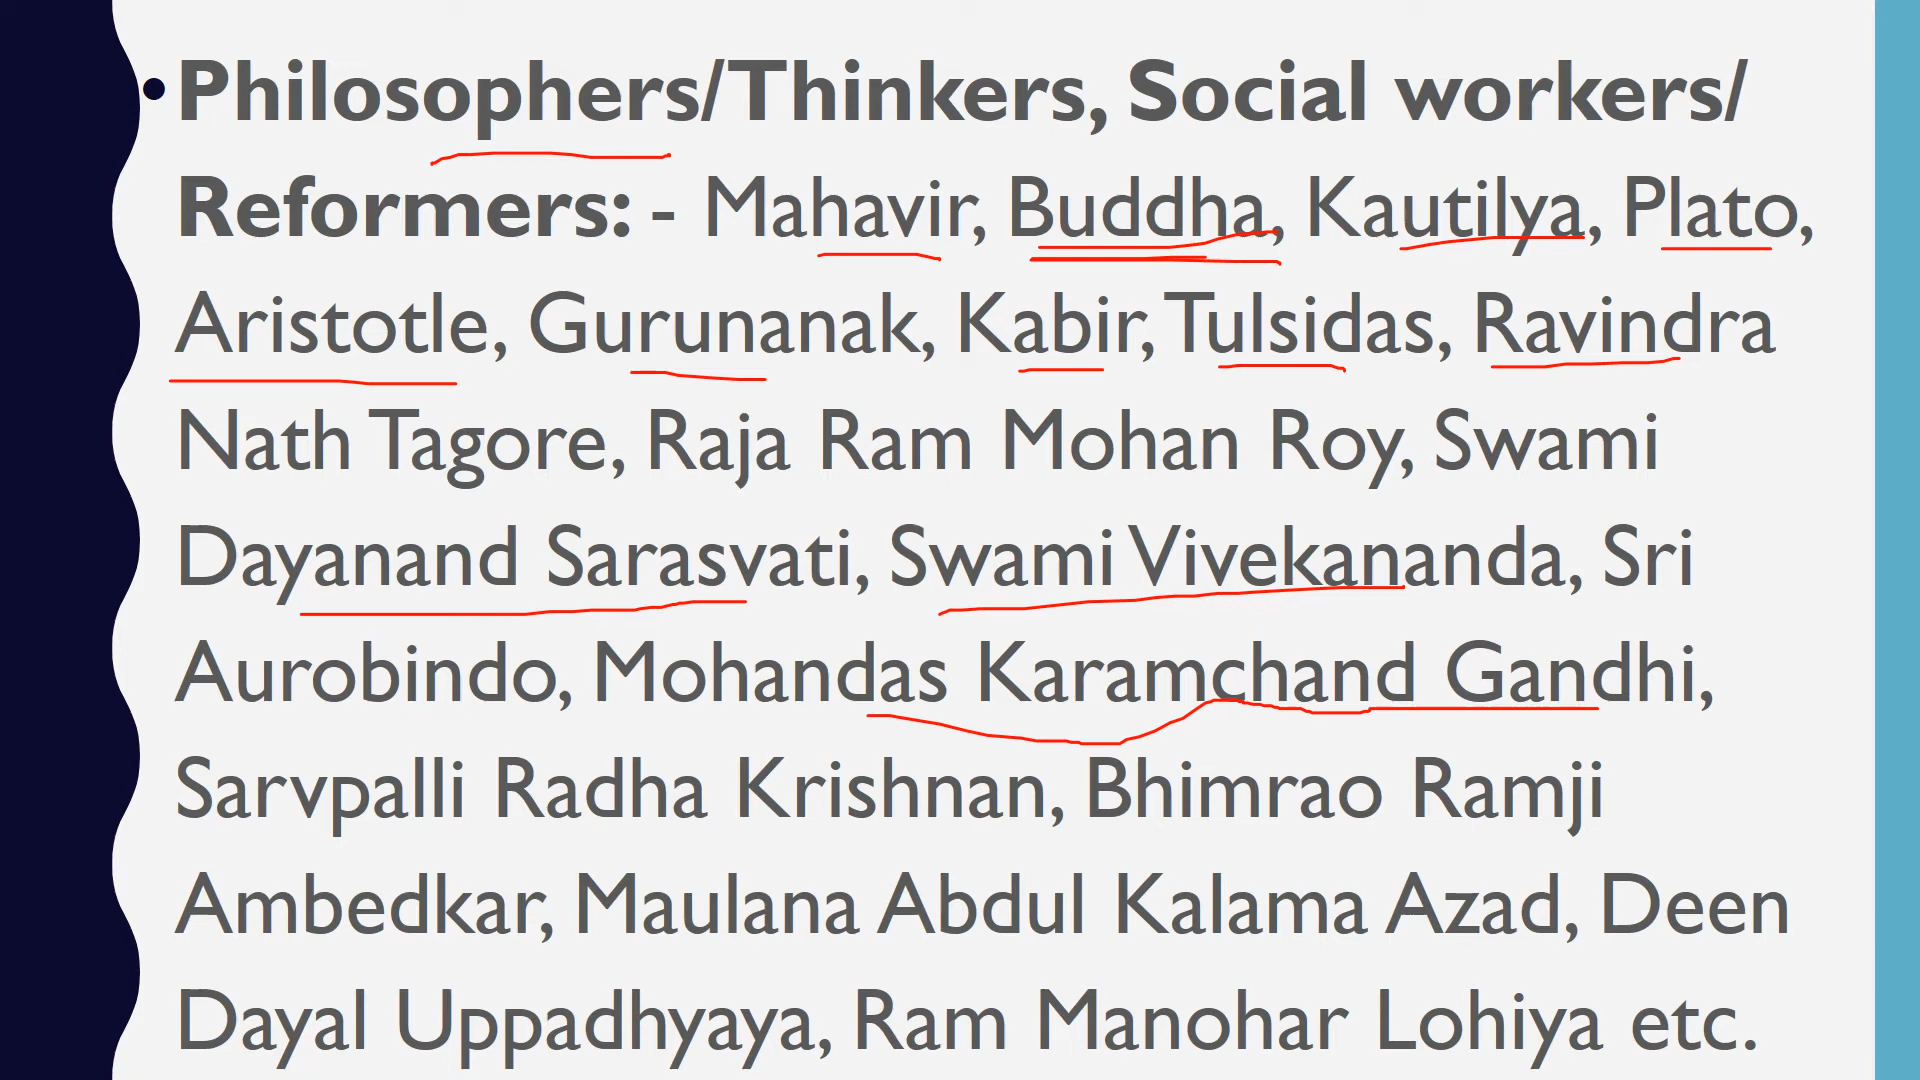 • Philosophers/Thinkers, Social workers/
Reformers: - Mahavir, Buddha, Kautilya, Plato,
Aristotle, Gurunanak, Kabir, Tulsidas, Ravindra
Nath Tagore, Raja Ram Mohan Roy, Swami
Dayanand Sarasvati, Swami Vivekananda, Sri
Aurobindo, Mohandas Karamchand Gandhi,
Sarvpalli Radha Krishnan, Bhimrao Ramji
Ambedkar, Maulana Abdul Kalama Azad, Deen
Dayal Uppadhyaya, Ram Manohar Lohiya etc.